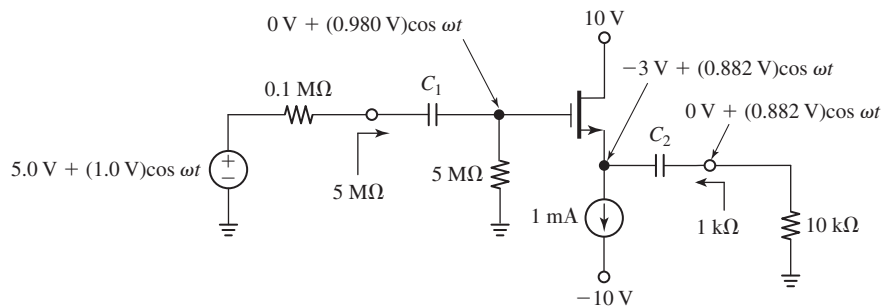 0 V + (0.980 V)cos ωt
10 V
−3 V + (0.882 V)cos ωt
0.1 MΩ
C₁
0 V + (0.882 V)cos ωt
C₂
5.0 V + (1.0 V)cos ωt
+
−
5 MΩ
5 MΩ
1 mA
1 kΩ
10 kΩ
−10 V